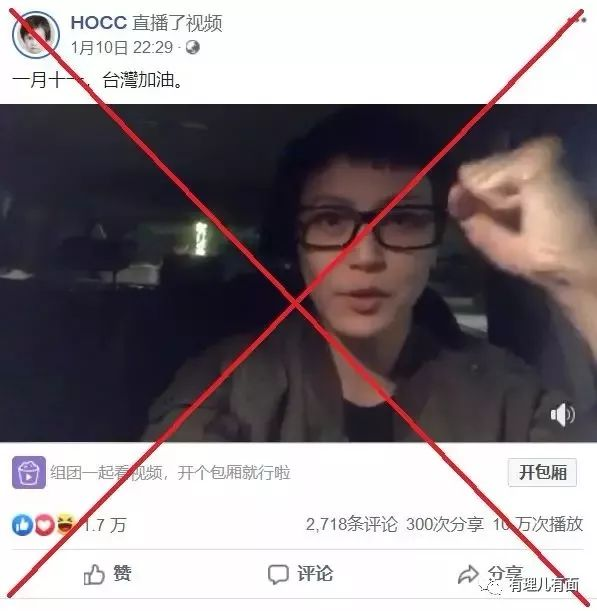 HOCC 直播了视频
1月10日 22:29 ·
一月十一，台灣加油。
组团一起看视频，开个包厢就行啦
开包厢
1.7 万
2,718条评论 300次分享 10 万次播放
赞
评论
分享
有理儿有面